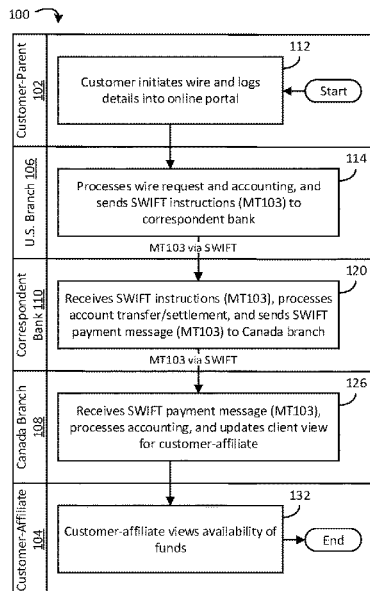 100
Customer-Parent
102
112
Customer initiates wire and logs
details into online portal
Start
U.S. Branch 106
114
Processes wire request and accounting, and
sends SWIFT instructions (MT103) to
correspondent bank
MT103 via SWIFT
Correspondent
Bank 110
120
Receives SWIFT instructions (MT103), processes
account transfer/settlement, and sends SWIFT
payment message (MT103) to Canada branch
MT103 via SWIFT
Canada Branch
108
126
Receives SWIFT payment message (MT103),
processes accounting, and updates client view
for customer-affiliate
Customer-Affiliate
104
132
Customer-affiliate views availability of
funds
End